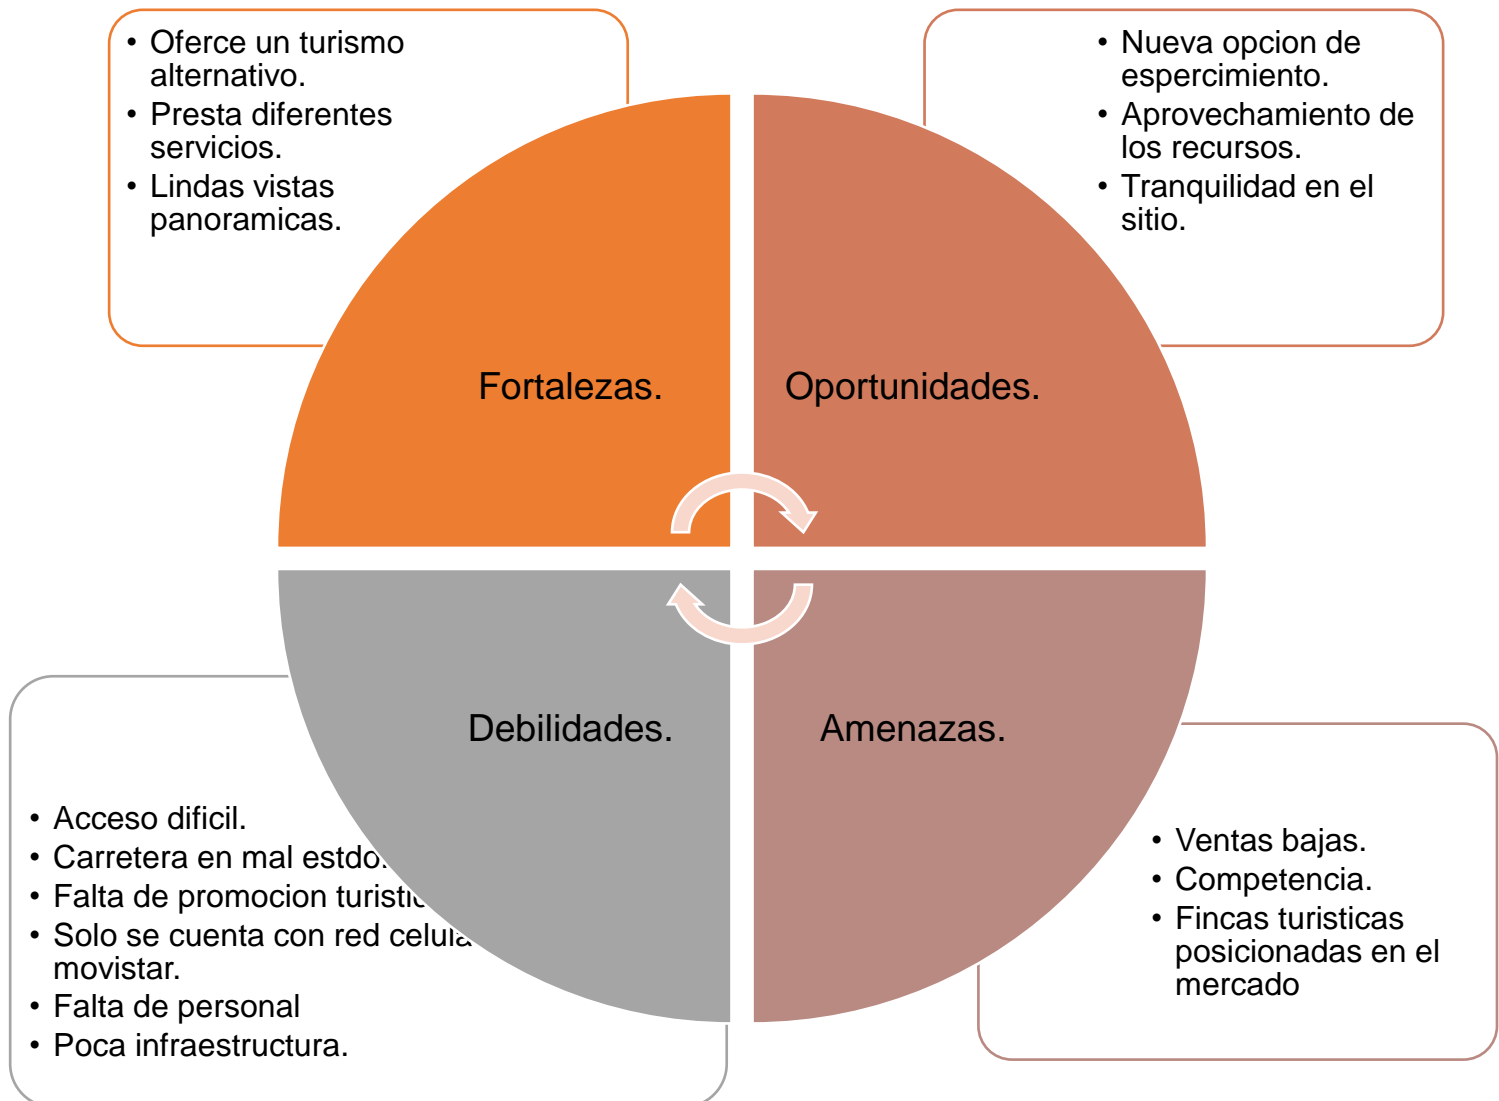 • Oferce un turismo
alternativo.
• Presta diferentes
servicios.
• Lindas vistas
panoramicas.
• Nueva opcion de
espercimiento.
• Aprovechamiento de
los recursos.
• Tranquilidad en el
sitio.
Fortalezas.
Oportunidades.
Debilidades.
Amenazas.
• Acceso dificil.
• Carretera en mal estdo.
• Falta de promocion
• Solo se cuenta con red
movistar.
• Falta de personal
• Poca infraestructura.
• Ventas bajas.
• Competencia.
• Fincas turisticas
posicionadas en el
mercado